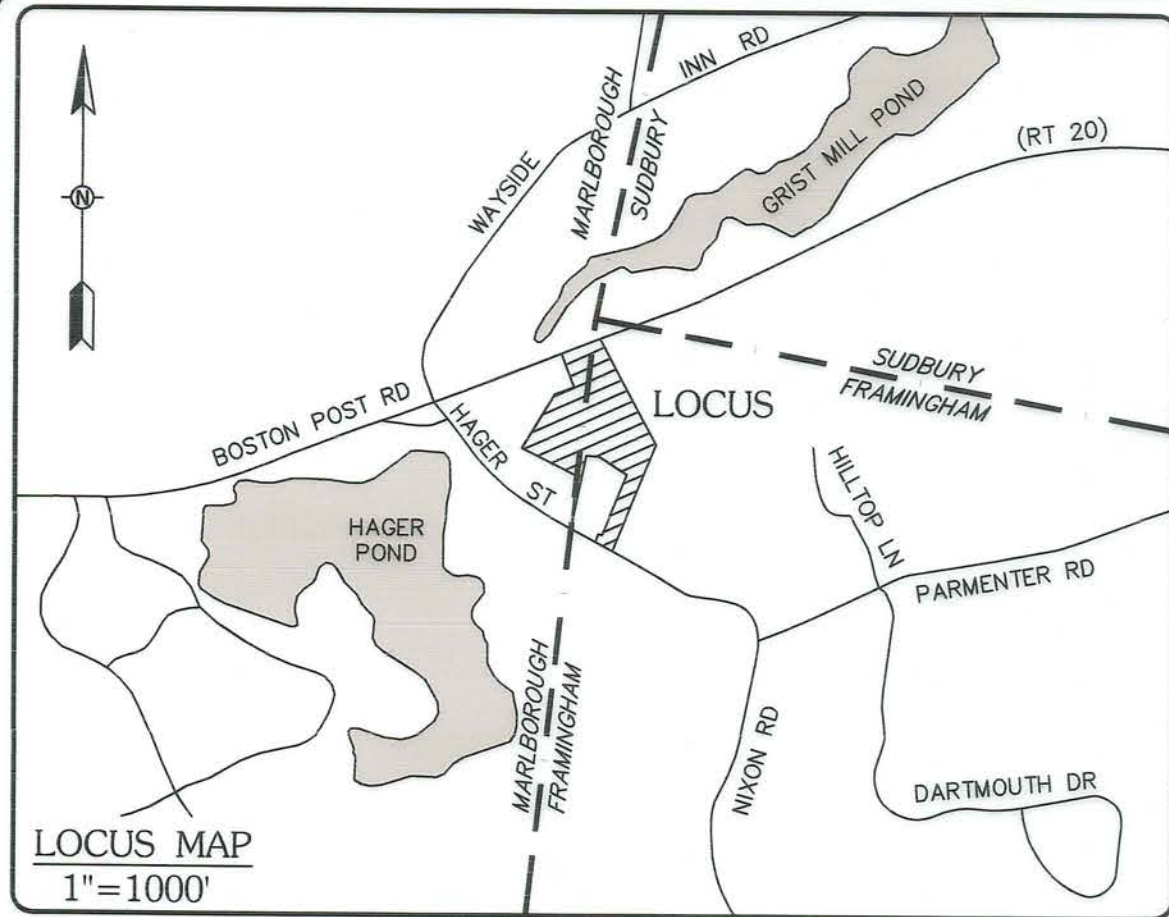 INN RD
MARLBOROUGH
SUDBURY
GRIST MILL POND
(RT 20)
WAYSIDE
N
SUDBURY
FRAMINGHAM
LOCUS
BOSTON POST RD
HAGER
ST
HILLTOP LN
HAGER
POND
PARMENTER RD
MARLBOROUGH
FRAMINGHAM
NIXON RD
DARTMOUTH DR
LOCUS MAP
1"=1000'